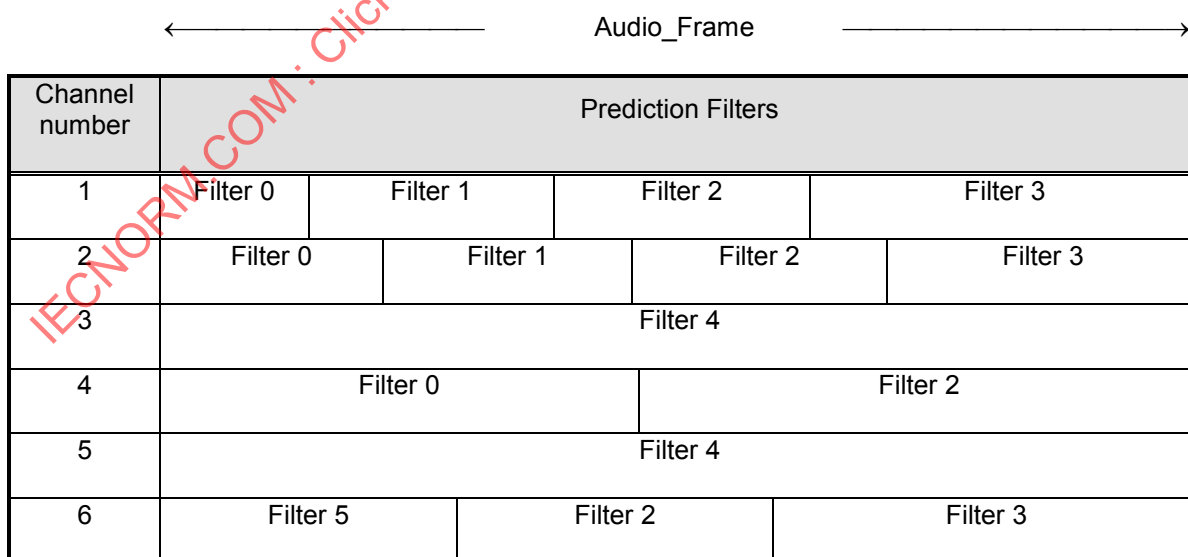 Audio_Frame
Channel number
Prediction Filters
1 Filter 0 Filter 1 Filter 2 Filter 3
2 Filter 0 Filter 1 Filter 2 Filter 3
3 Filter 4
4 Filter 0 Filter 2
5 Filter 4
6 Filter 5 Filter 2 Filter 3
IECNORM.COM : Click